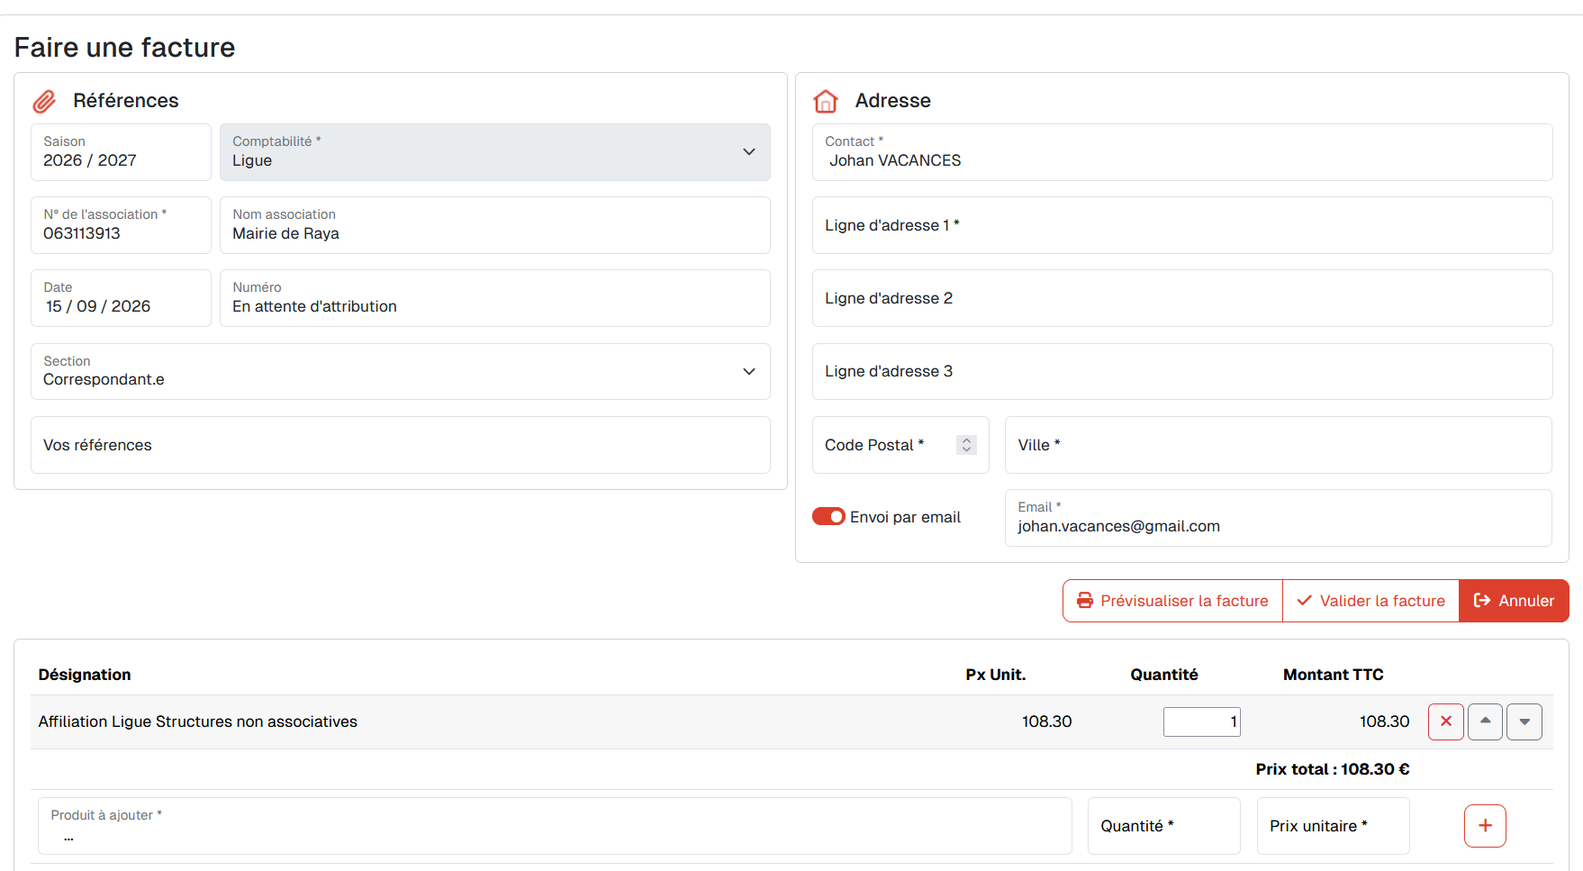 Faire une facture
Références
Saison
2026 / 2027
Comptabilité *
Ligue
N° de l'association *
063113913
Nom association
Mairie de Raya
Date
15 / 09 / 2026
Numéro
En attente d'attribution
Section
Correspondant.e
Vos références
Adresse
Contact *
Johan VACANCES
Ligne d'adresse 1 *
Ligne d'adresse 2
Ligne d'adresse 3
Code Postal *
Ville *
Envoi par email
Email *
johan.vacances@gmail.com
Prévisualiser la facture
Valider la facture
Annuler
Désignation Px Unit. Quantité Montant TTC
Affiliation Ligue Structures non associatives 108.30 1 108.30
Prix total : 108.30 €
Produit à ajouter *
...
Quantité *
Prix unitaire *